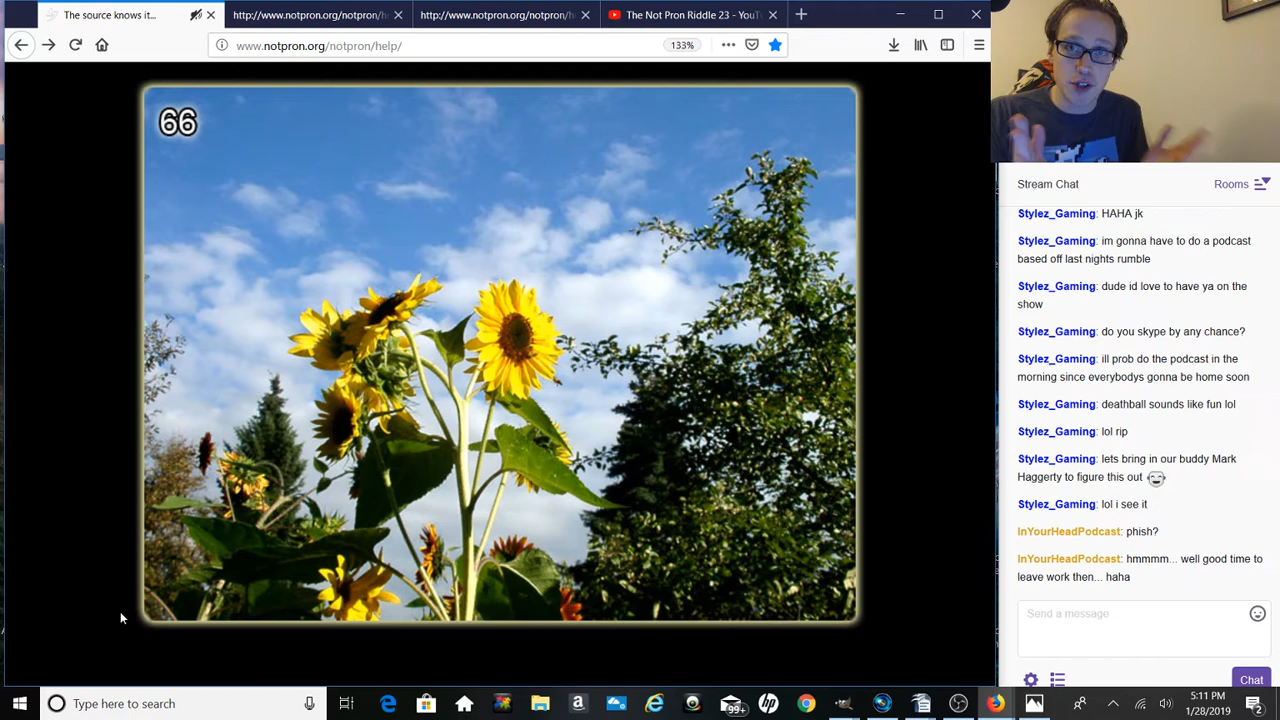 The source knows it...
http://www.notpron.org/notpron/h
http://www.notpron.org/notpron/h
The Not Pron Riddle 23 - YouT
www.notpron.org/notpron/help/
133%
66
Stream Chat
Rooms
Stylez_Gaming: HAHA jk
Stylez_Gaming: im gonna have to do a podcast
based off last nights rumble
Stylez_Gaming: dude id love to have ya on the
show
Stylez_Gaming: do you skype by any chance?
Stylez_Gaming: ill prob do the podcast in the
morning since everybodys gonna be home soon
Stylez_Gaming: deathball sounds like fun lol
Stylez_Gaming: lol rip
Stylez_Gaming: lets bring in our buddy Mark
Haggerty to figure this out
Stylez_Gaming: lol i see it
InYourHeadPodcast: phish?
InYourHeadPodcast: hmmmm... well good time to
leave work then... haha
Send a message
Chat
Type here to search
99+
5:11 PM
1/28/2019